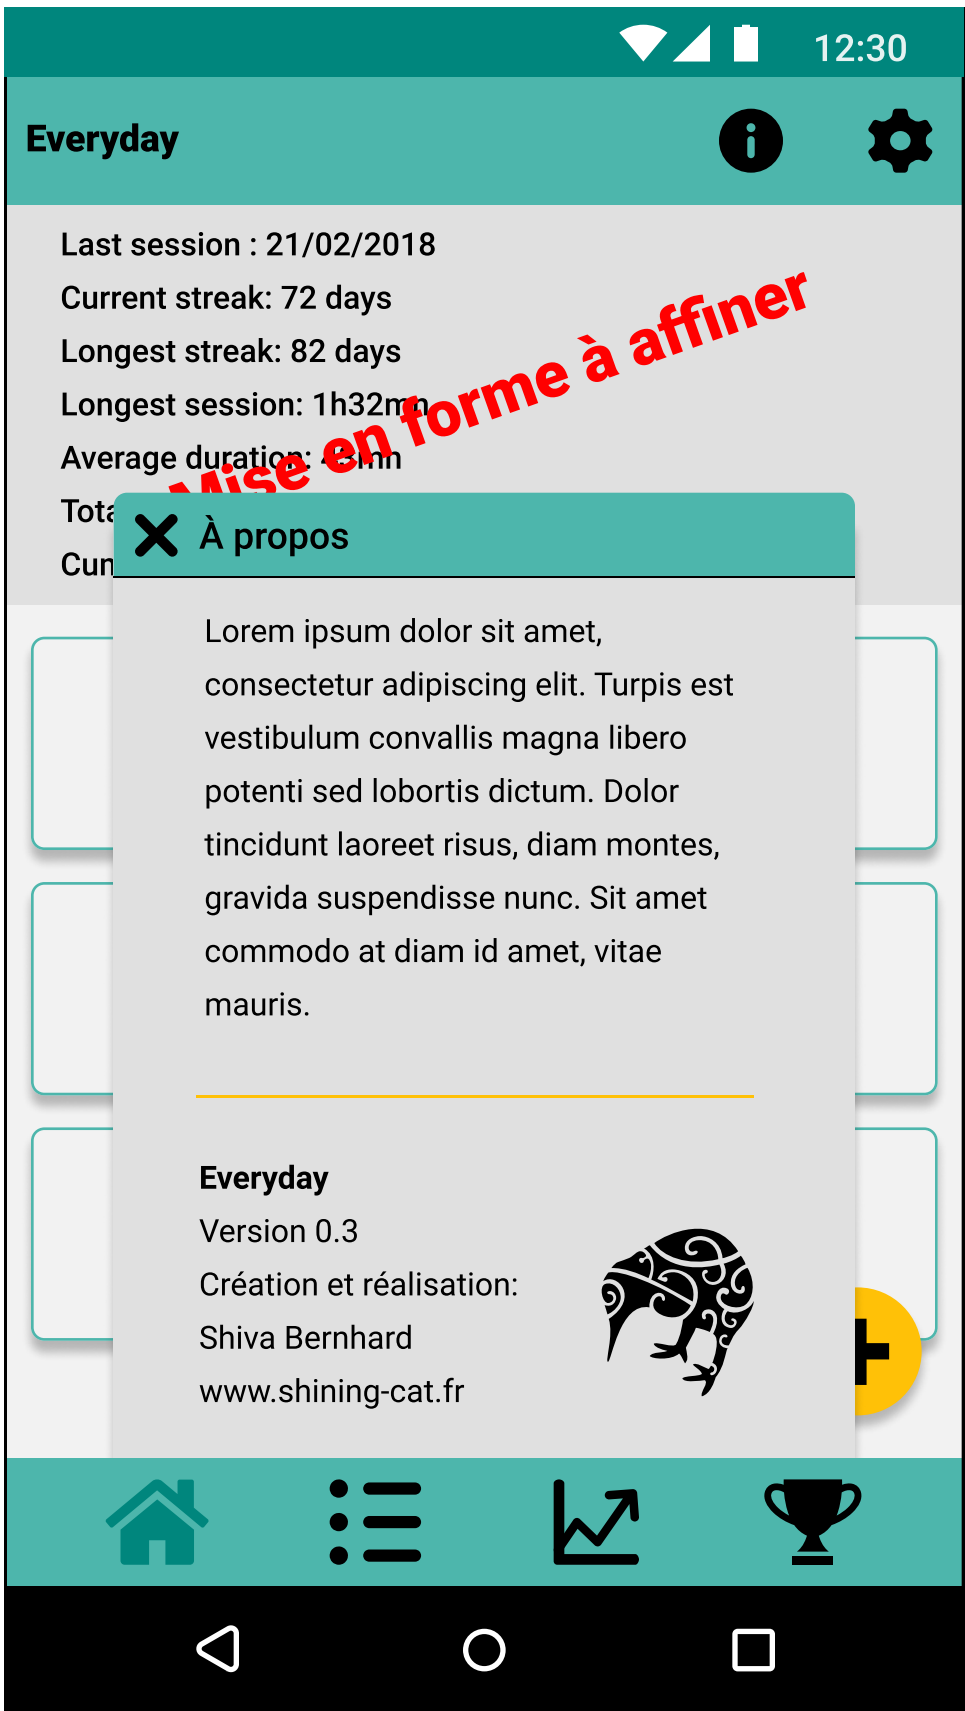 12:30
Everyday
Last session : 21/02/2018
Current streak: 72 days
Longest streak: 82 days
Longest session: 1h32mn
Average duration: 43mn
Mise en forme à affiner
À propos
Lorem ipsum dolor sit amet,
consectetur adipiscing elit. Turpis est
vestibulum convallis magna libero
potenti sed lobortis dictum. Dolor
tincidunt laoreet risus, diam montes,
gravida suspendisse nunc. Sit amet
commodo at diam id amet, vitae
mauris.
Everyday
Version 0.3
Création et réalisation:
Shiva Bernhard
www.shining-cat.fr